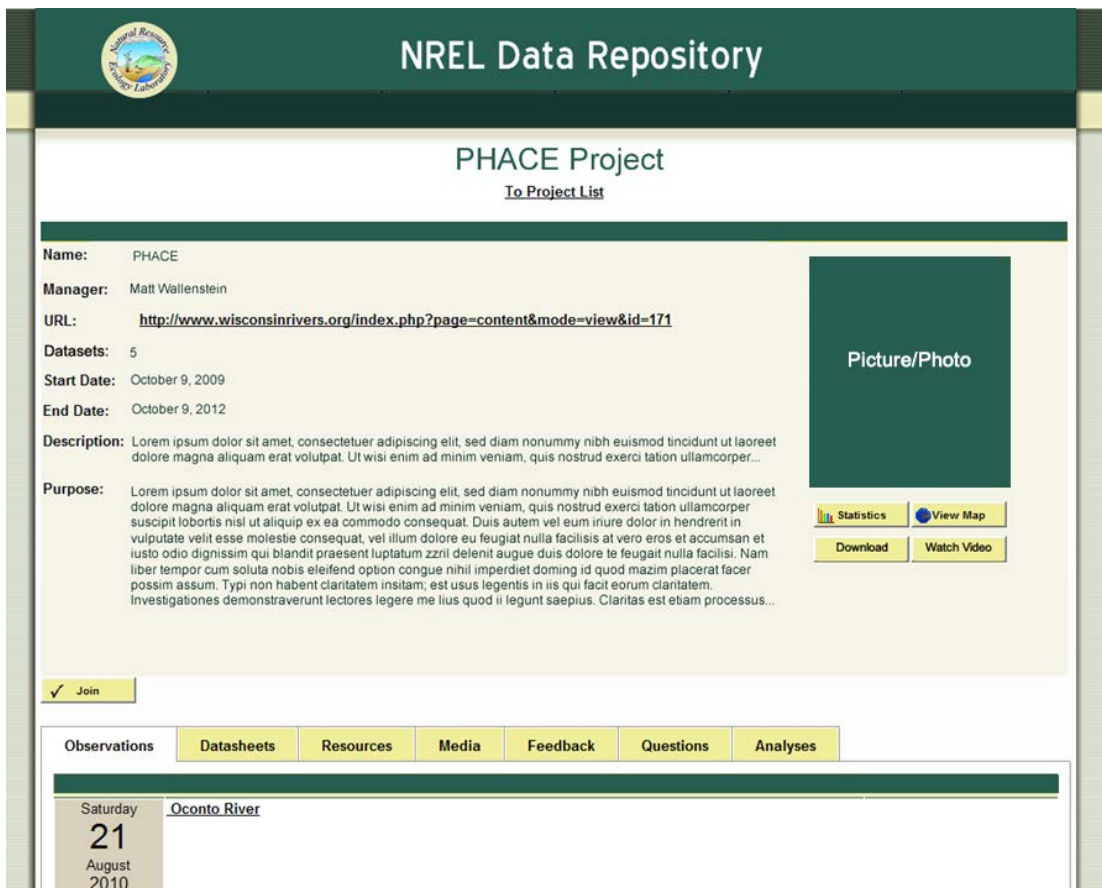 Natural Resource
Ecology Laboratory
NREL Data Repository
PHACE Project
To Project List
Name: PHACE
Manager: Matt Wallenstein
URL: http://www.wisconsinrivers.org/index.php?page=content&mode=view&id=171
Datasets: 5
Start Date: October 9, 2009
End Date: October 9, 2012
Description: Lorem ipsum dolor sit amet, consectetuer adipiscing elit, sed diam nonummy nibh euismod tincidunt ut laoreet
dolore magna aliquam erat volutpat. Ut wisi enim ad minim veniam, quis nostrud exerci tation ullamcorper...
Purpose: Lorem ipsum dolor sit amet, consectetuer adipiscing elit, sed diam nonummy nibh euismod tincidunt ut laoreet
dolore magna aliquam erat volutpat. Ut wisi enim ad minim veniam, quis nostrud exerci tation ullamcorper
suscipit lobortis nisl ut aliquip ex ea commodo consequat. Duis autem vel eum iriure dolor in hendrerit in
vulputate velit esse molestie consequat, vel illum dolore eu feugiat nulla facilisis at vero eros et accumsan et
iusto odio dignissim qui blandit praesent luptatum zzril delenit augue duis dolore te feugait nulla facilisi. Nam
liber tempor cum soluta nobis eleifend option congue nihil imperdiet doming id quod mazim placerat facer
possim assum. Typi non habent claritatem insitam; est usus legentis in iis qui facit eorum claritatem.
Investigationes demonstraverunt lectores legere me lius quod ii legunt saepius. Claritas est etiam processus...
Picture/Photo
Statistics View Map
Download Watch Video
Join
Observations Datasheets Resources Media Feedback Questions Analyses
Saturday Oconto River
21
August
2010